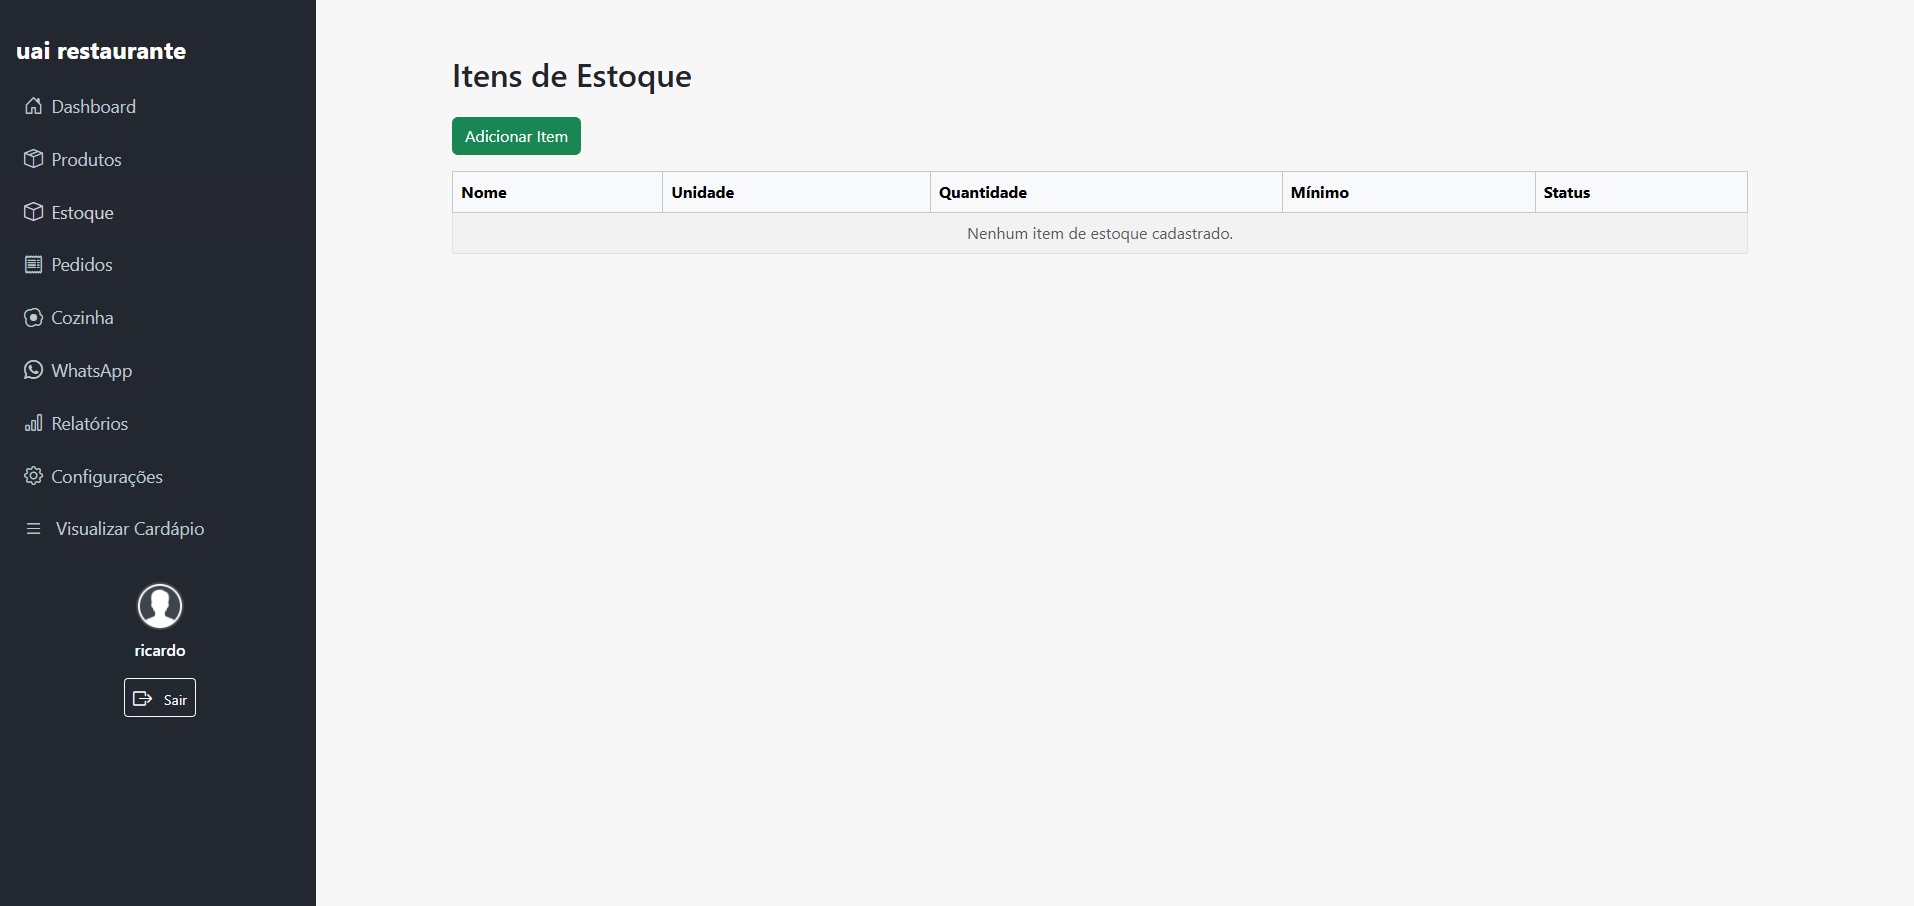 uai restaurante
Dashboard
Produtos
Estoque
Pedidos
Cozinha
WhatsApp
Relatórios
Configurações
Visualizar Cardápio
ricardo
Sair
Itens de Estoque
Adicionar Item
Nome Unidade Quantidade Mínimo Status
Nenhum item de estoque cadastrado.